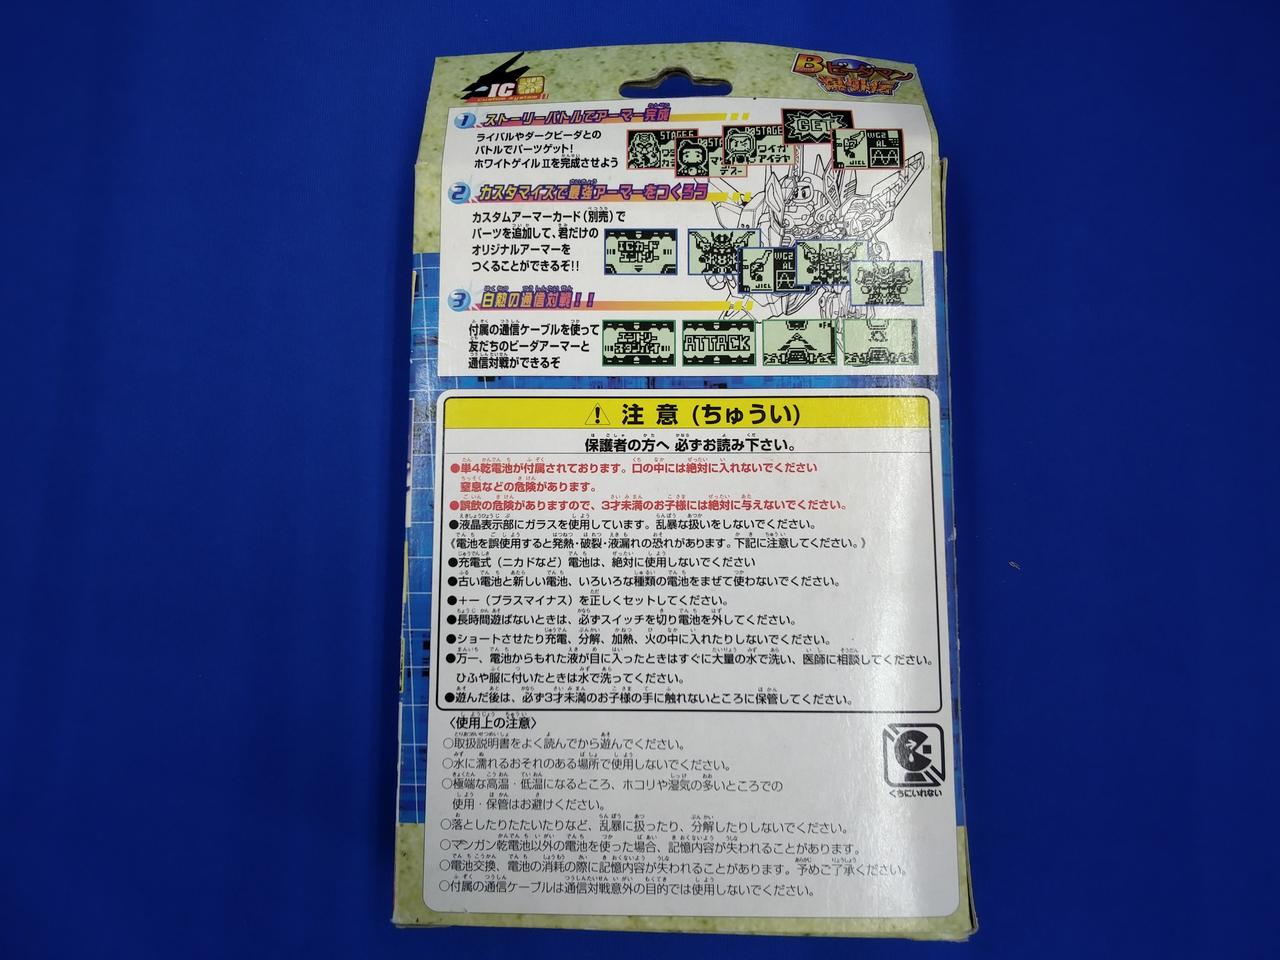 IC
Bビーダマン
爆外伝
1 ストーリーバトルでアーマー完成
ライバルやダークビーダとの
バトルでパーツゲット!
ホワイトゲイルⅡを完成させよう
GET
WG2
AL
2 カスタマイズで最強アーマーをつくろう
カスタムアーマーカード(別売)で
パーツを追加して、君だけの
オリジナルアーマーを
つくることができるぞ!!
ICカード
エントリー
WG2
AL
3 白熱の通信対戦!!
付属の通信ケーブルを使って
友だちのビーダアーマーと
通信対戦ができるぞ
エントリー
スタンバイ
ATTACK
注意(ちゅうい)
保護者の方へ 必ずお読み下さい。
●単4乾電池が付属されております。口の中には絶対に入れないでください
窒息などの危険があります。
●誤飲の危険がありますので、3才未満のお子様には絶対に与えないでください。
●液晶表示部にガラスを使用しています。乱暴な扱いをしないでください。
《電池を誤使用すると発熱・破裂・液漏れの恐れがあります。下記に注意してください。》
●充電式(ニカドなど)電池は、絶対に使用しないでください
●古い電池と新しい電池、いろいろな種類の電池をまぜて使わないでください。
●+−(プラスマイナス)を正しくセットしてください。
●長時間遊ばないときは、必ずスイッチを切り電池を外してください。
●ショートさせたり充電、分解、加熱、火の中に入れたりしないでください。
●万一、電池からもれた液が目に入ったときはすぐに大量の水で洗い、医師に相談してください。
ひふや服に付いたときは水で洗ってください。
●遊んだ後は、必ず3才未満のお子様の手に触れないところに保管してください。
〈使用上の注意〉
○取扱説明書をよく読んでから遊んでください。
○水に濡れるおそれのある場所で使用しないでください。
○極端な高温・低温になるところ、ホコリや湿気の多いところでの
使用・保管はお避けください。
○落としたりたたいたりなど、乱暴に扱ったり、分解したりしないでください。
○マンガン乾電池以外の電池を使った場合、記憶内容が失われることがあります。
○電池交換、電池の消耗の際に記憶内容が失われることがあります。予めご了承ください。
○付属の通信ケーブルは通信対戦意外の目的では使用しないでください。
くちにいれない